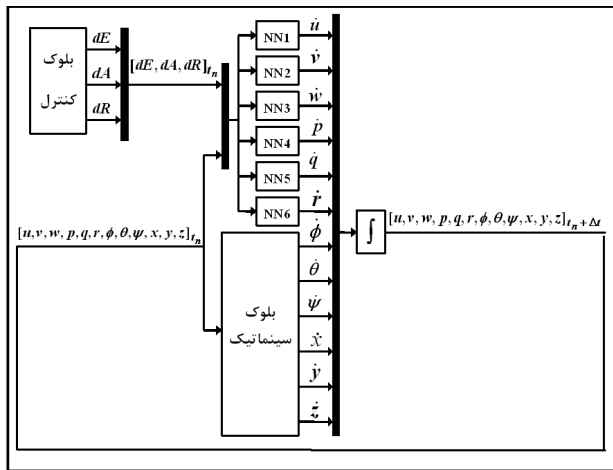 بلوک
کنترل
dE
dA
dR
[dE, dA, dR]tn
NN1
NN2
NN3
NN4
NN5
NN6
u̇
v̇
ẇ
ṗ
q̇
ṙ
ϕ̇
θ̇
ψ̇
ẋ
ẏ
ż
[u, v, w, p, q, r, ϕ, θ, ψ, x, y, z]tn
بلوک
سینماتیک
∫
[u, v, w, p, q, r, ϕ, θ, ψ, x, y, z]tn + Δt